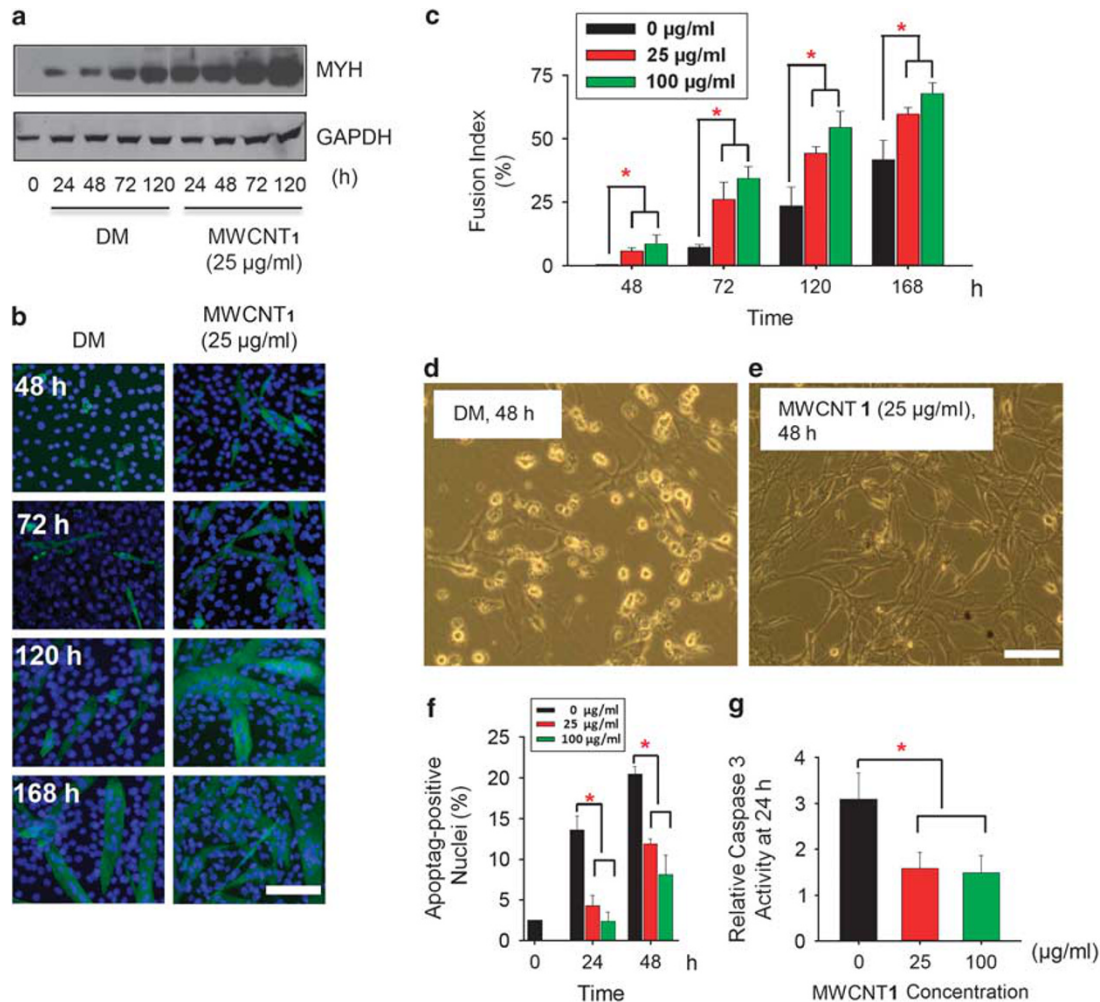 a
MYH
GAPDH
0 24 48 72 120 24 48 72 120 (h)
DM MWCNT1
(25 µg/ml)
b
DM MWCNT1
(25 µg/ml)
48 h
72 h
120 h
168 h
c
0 µg/ml
25 µg/ml
100 µg/ml
Fusion Index
(%)
75
50
25
0
* * * *
48 72 120 168 h
Time
d
DM, 48 h
e
MWCNT 1 (25 µg/ml),
48 h
f
0 µg/ml
25 µg/ml
100 µg/ml
Apoptag-positive
Nuclei (%)
25
20
15
10
5
0
* *
0 24 48 h
Time
g
Relative Caspase 3
Activity at 24 h
4
3
2
1
0
*
0 25 100 (µg/ml)
MWCNT1 Concentration